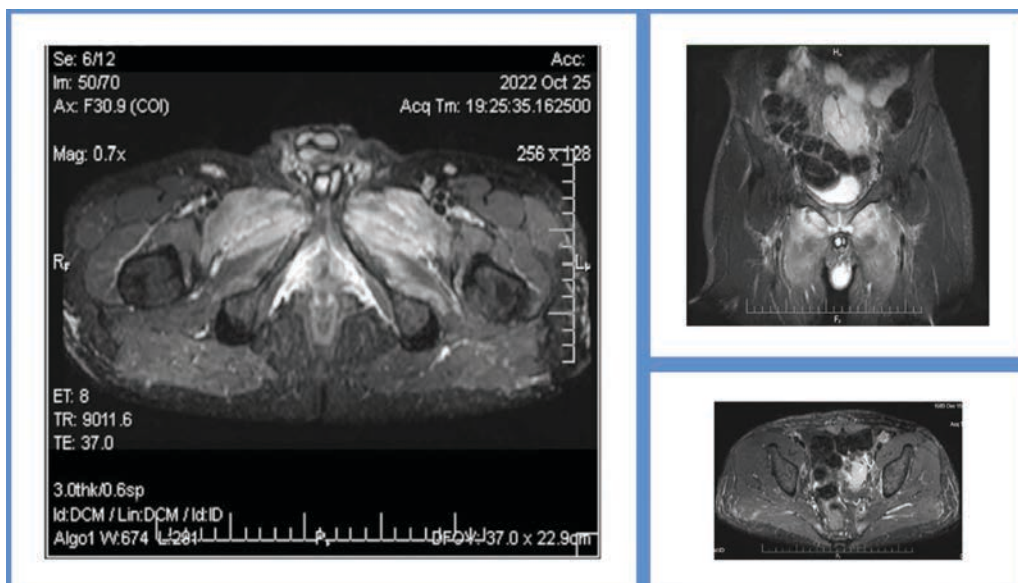 Se: 6/12
Im: 50/70
Ax: F30.9 (COI)
Mag: 0.7x
Acc:
2022 Oct 25
Acq Tm: 19:25:35.162500
256 x 128
R
ET: 8
TR: 9011.6
TE: 37.0
3.0thk/0.6sp
Id:DCM / Lin:DCM / Id:ID
Algo1 W:674 L:281
DFOV: 37.0 x 22.9cm